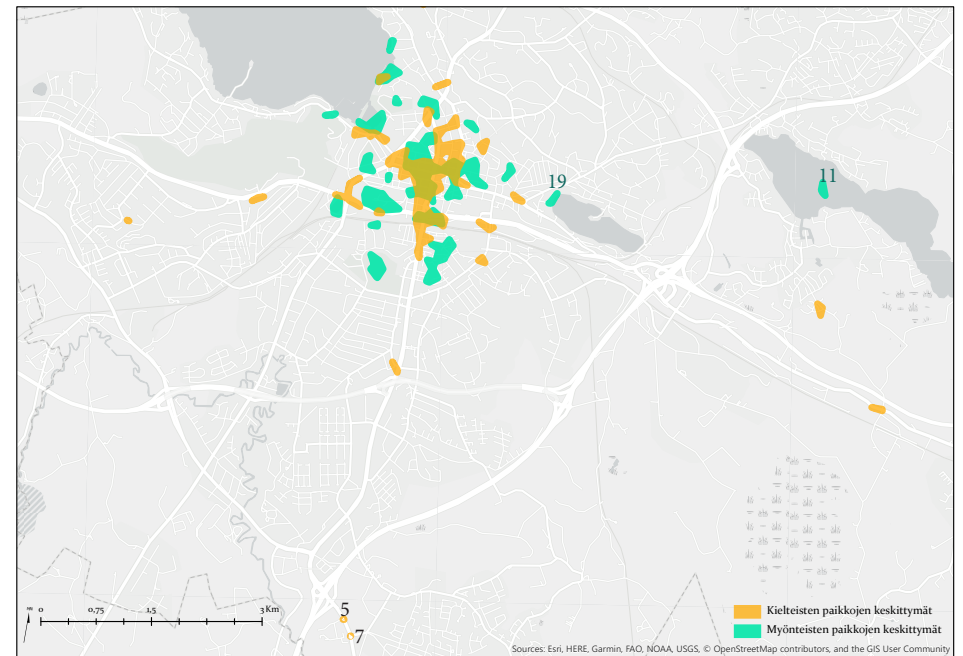 19
11
5
7
0 0,75 1,5 3 Km
Kielteisten paikkojen keskittymät
Myönteisten paikkojen keskittymät
Sources: Esri, HERE, Garmin, FAO, NOAA, USGS, © OpenStreetMap contributors, and the GIS User Community